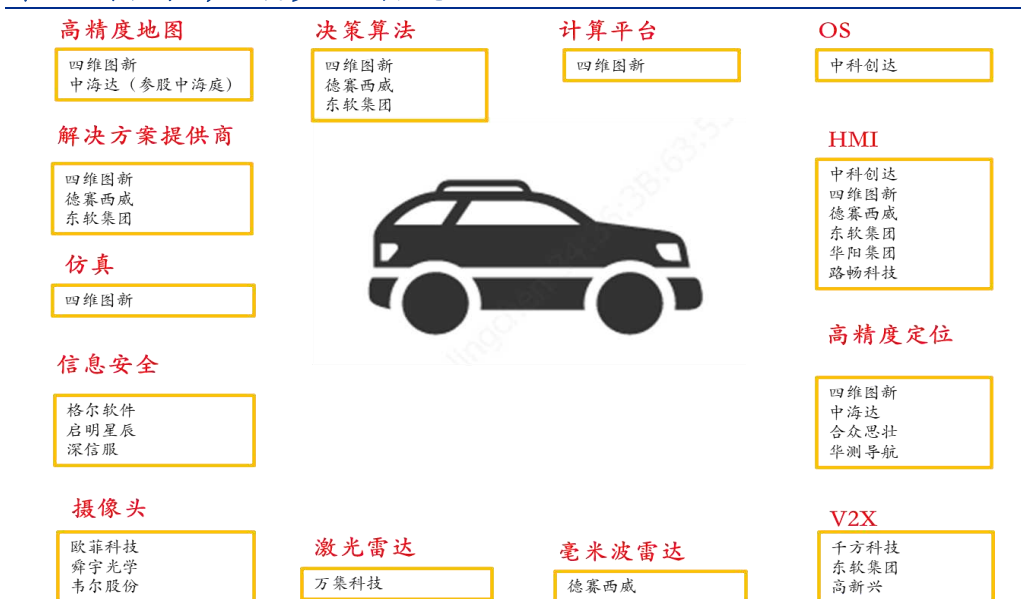 高精度地图
四维图新
中海达（参股中海庭）
决策算法
四维图新
德赛西威
东软集团
计算平台
四维图新
OS
中科创达
解决方案提供商
四维图新
德赛西威
东软集团
HMI
中科创达
四维图新
德赛西威
东软集团
华阳集团
路畅科技
仿真
四维图新
高精度定位
四维图新
中海达
合众思壮
华测导航
信息安全
格尔软件
启明星辰
深信服
摄像头
欧菲科技
舜宇光学
韦尔股份
激光雷达
万集科技
毫米波雷达
德赛西威
V2X
千方科技
东软集团
高新兴